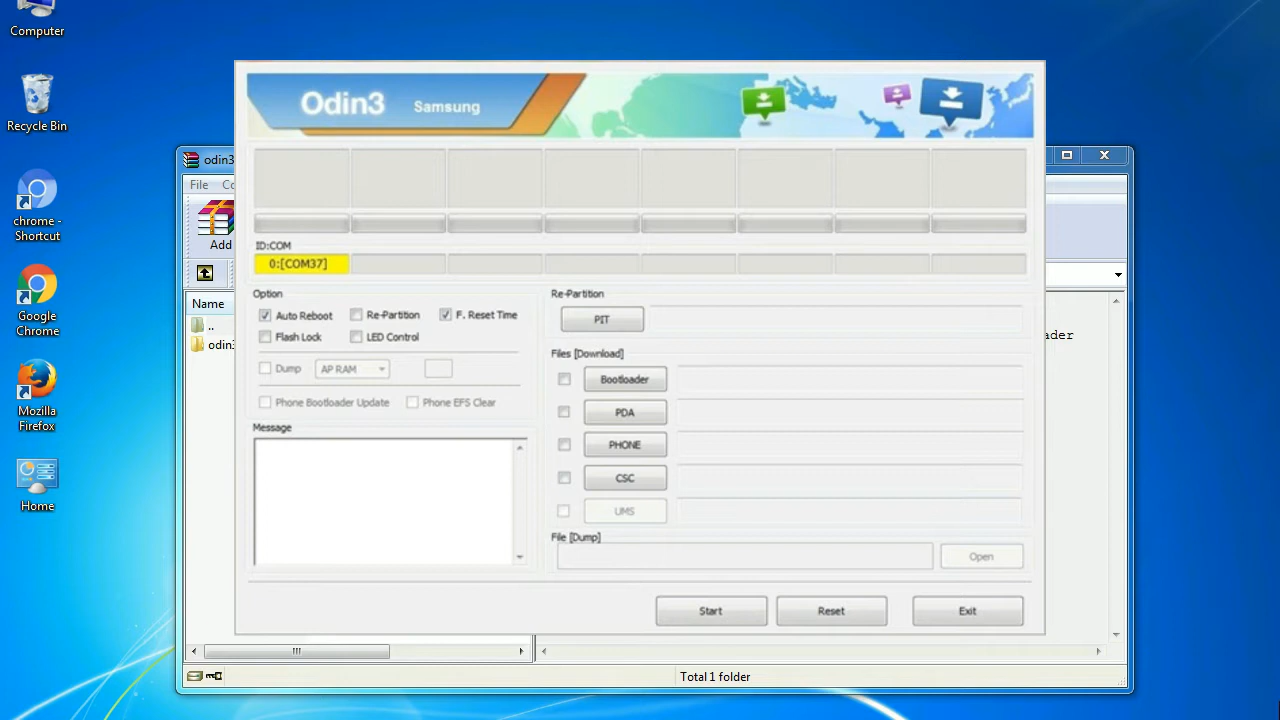 Computer
Recycle Bin
chrome - Shortcut
Google Chrome
Mozilla Firefox
Home
odin3
File
Add
Name
..
odin3
ader
Total 1 folder
Odin3 Samsung
ID:COM
0:[COM37]
Option
Auto Reboot Re-Partition F. Reset Time
Flash Lock LED Control
Dump AP RAM
Phone Bootloader Update Phone EFS Clear
Message
Re-Partition
PIT
Files [Download]
Bootloader
PDA
PHONE
CSC
UMS
File [Dump]
Open
Start Reset Exit